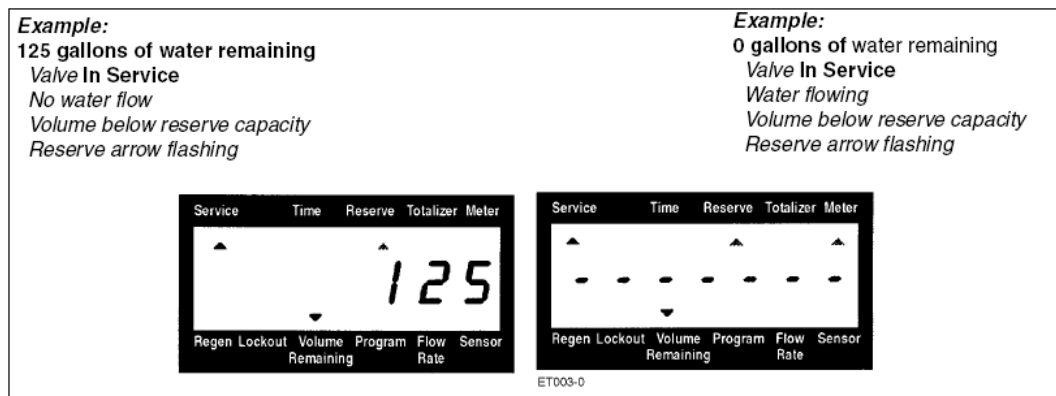 Example:
125 gallons of water remaining
Valve In Service
No water flow
Volume below reserve capacity
Reserve arrow flashing
Example:
0 gallons of water remaining
Valve In Service
Water flowing
Volume below reserve capacity
Reserve arrow flashing
Service Time Reserve Totalizer Meter
125
Regen Lockout Volume Remaining Program Flow Rate Sensor
Service Time Reserve Totalizer Meter
- - - - - - - -
Regen Lockout Volume Remaining Program Flow Rate Sensor
ET003-0